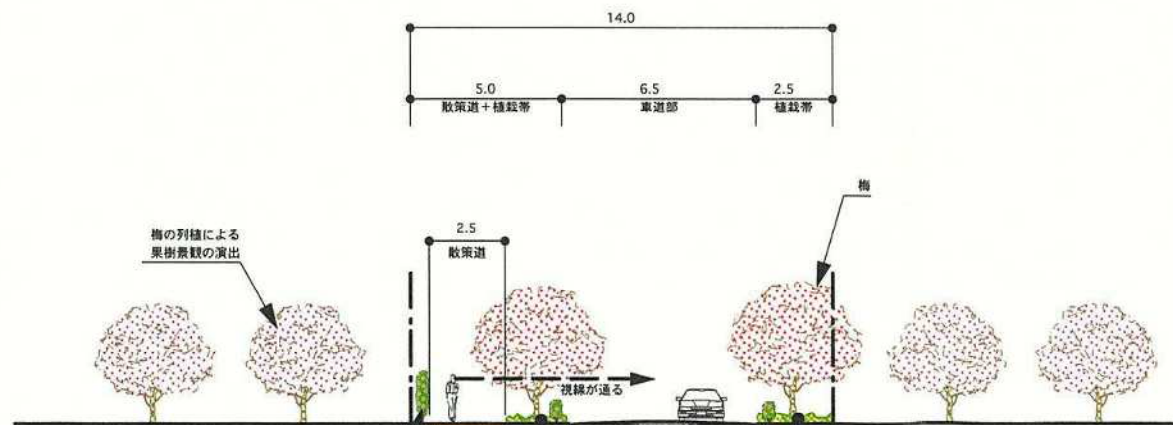 14.0
5.0
6.5
2.5
散策道+植栽帯
車道部
植栽帯
梅
2.5
散策道
梅の列植による
果樹景観の演出
視線が通る